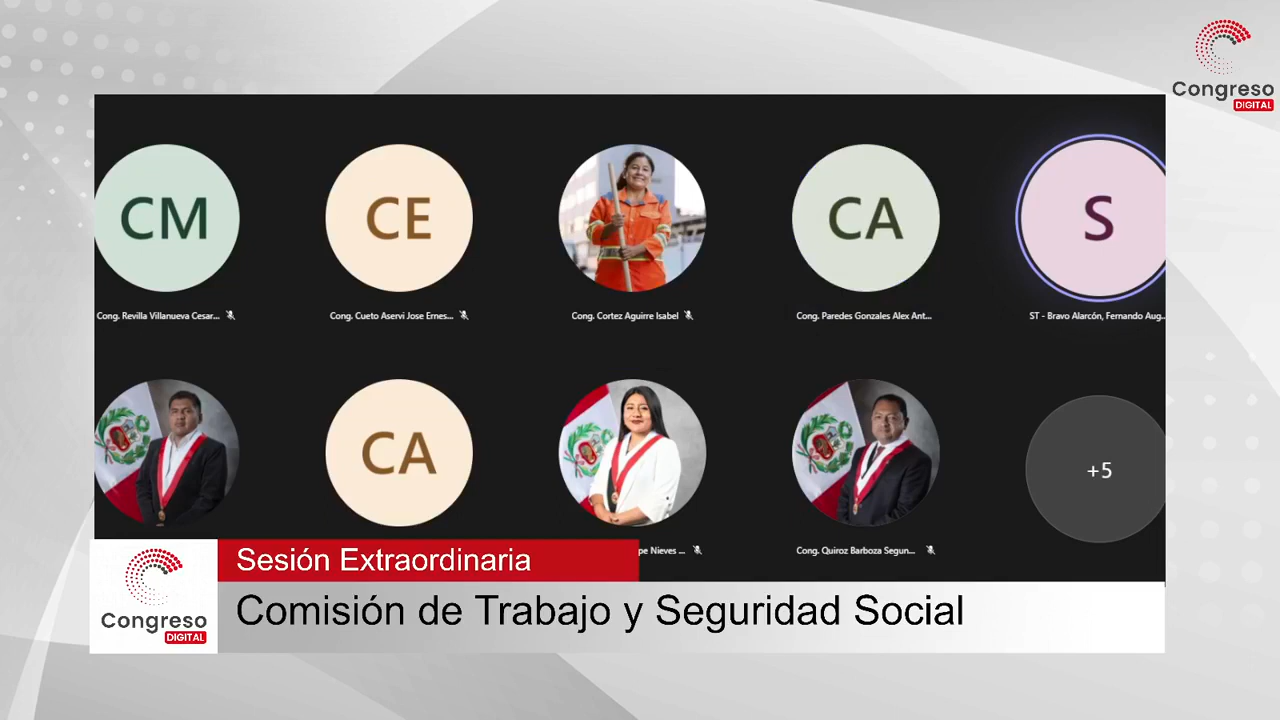 Congreso
DIGITAL
CM
CE
CA
S
Cong. Revilla Villanueva Cesar...
Cong. Cueto Aservi Jose Ernes...
Cong. Cortez Aguirre Isabel
Cong. Paredes Gonzales Alex Ant...
ST - Bravo Alarcón, Fernando Aug...
CA
+5
pe Nieves ...
Cong. Quiroz Barboza Segun...
Sesión Extraordinaria
Congreso
DIGITAL
Comisión de Trabajo y Seguridad Social